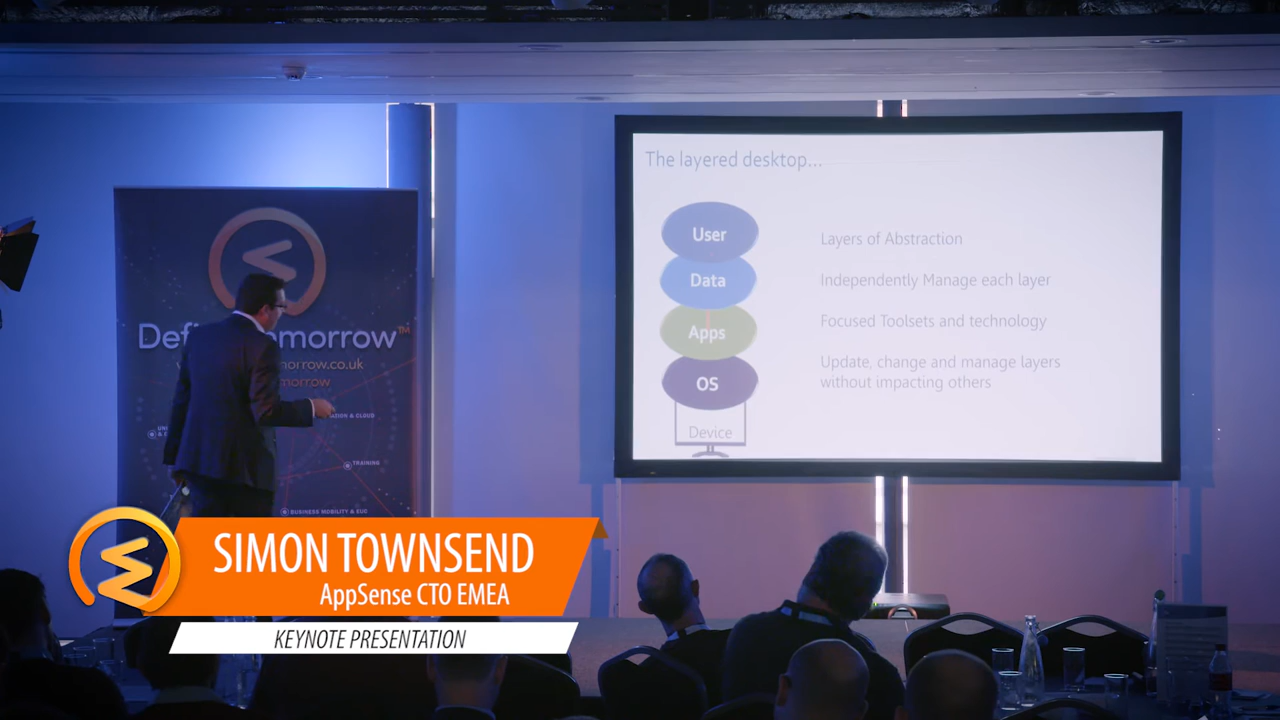 The layered desktop...
User
Data
Apps
OS
Device
Layers of Abstraction
Independently Manage each layer
Focused Toolsets and technology
Update, change and manage layers
without impacting others
omorrow™
morrow.co.uk
morrow
& CLOUD
TRAINING
BUSINESS MOBILITY & EUC
SIMON TOWNSEND
AppSense CTO EMEA
KEYNOTE PRESENTATION